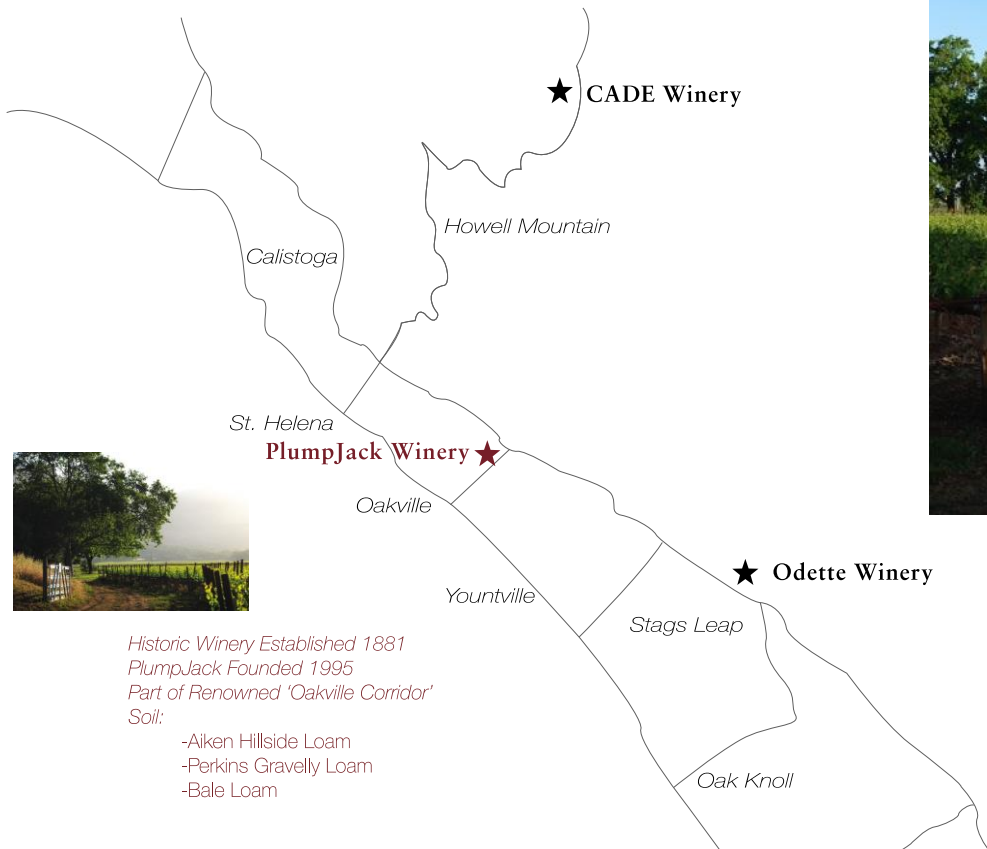 CADE Winery
Howell Mountain
Calistoga
St. Helena
PlumpJack Winery
Oakville
Yountville
Odette Winery
Stags Leap
Oak Knoll
Historic Winery Established 1881
PlumpJack Founded 1995
Part of Renowned ‘Oakville Corridor’
Soil:
-Aiken Hillside Loam
-Perkins Gravelly Loam
-Bale Loam